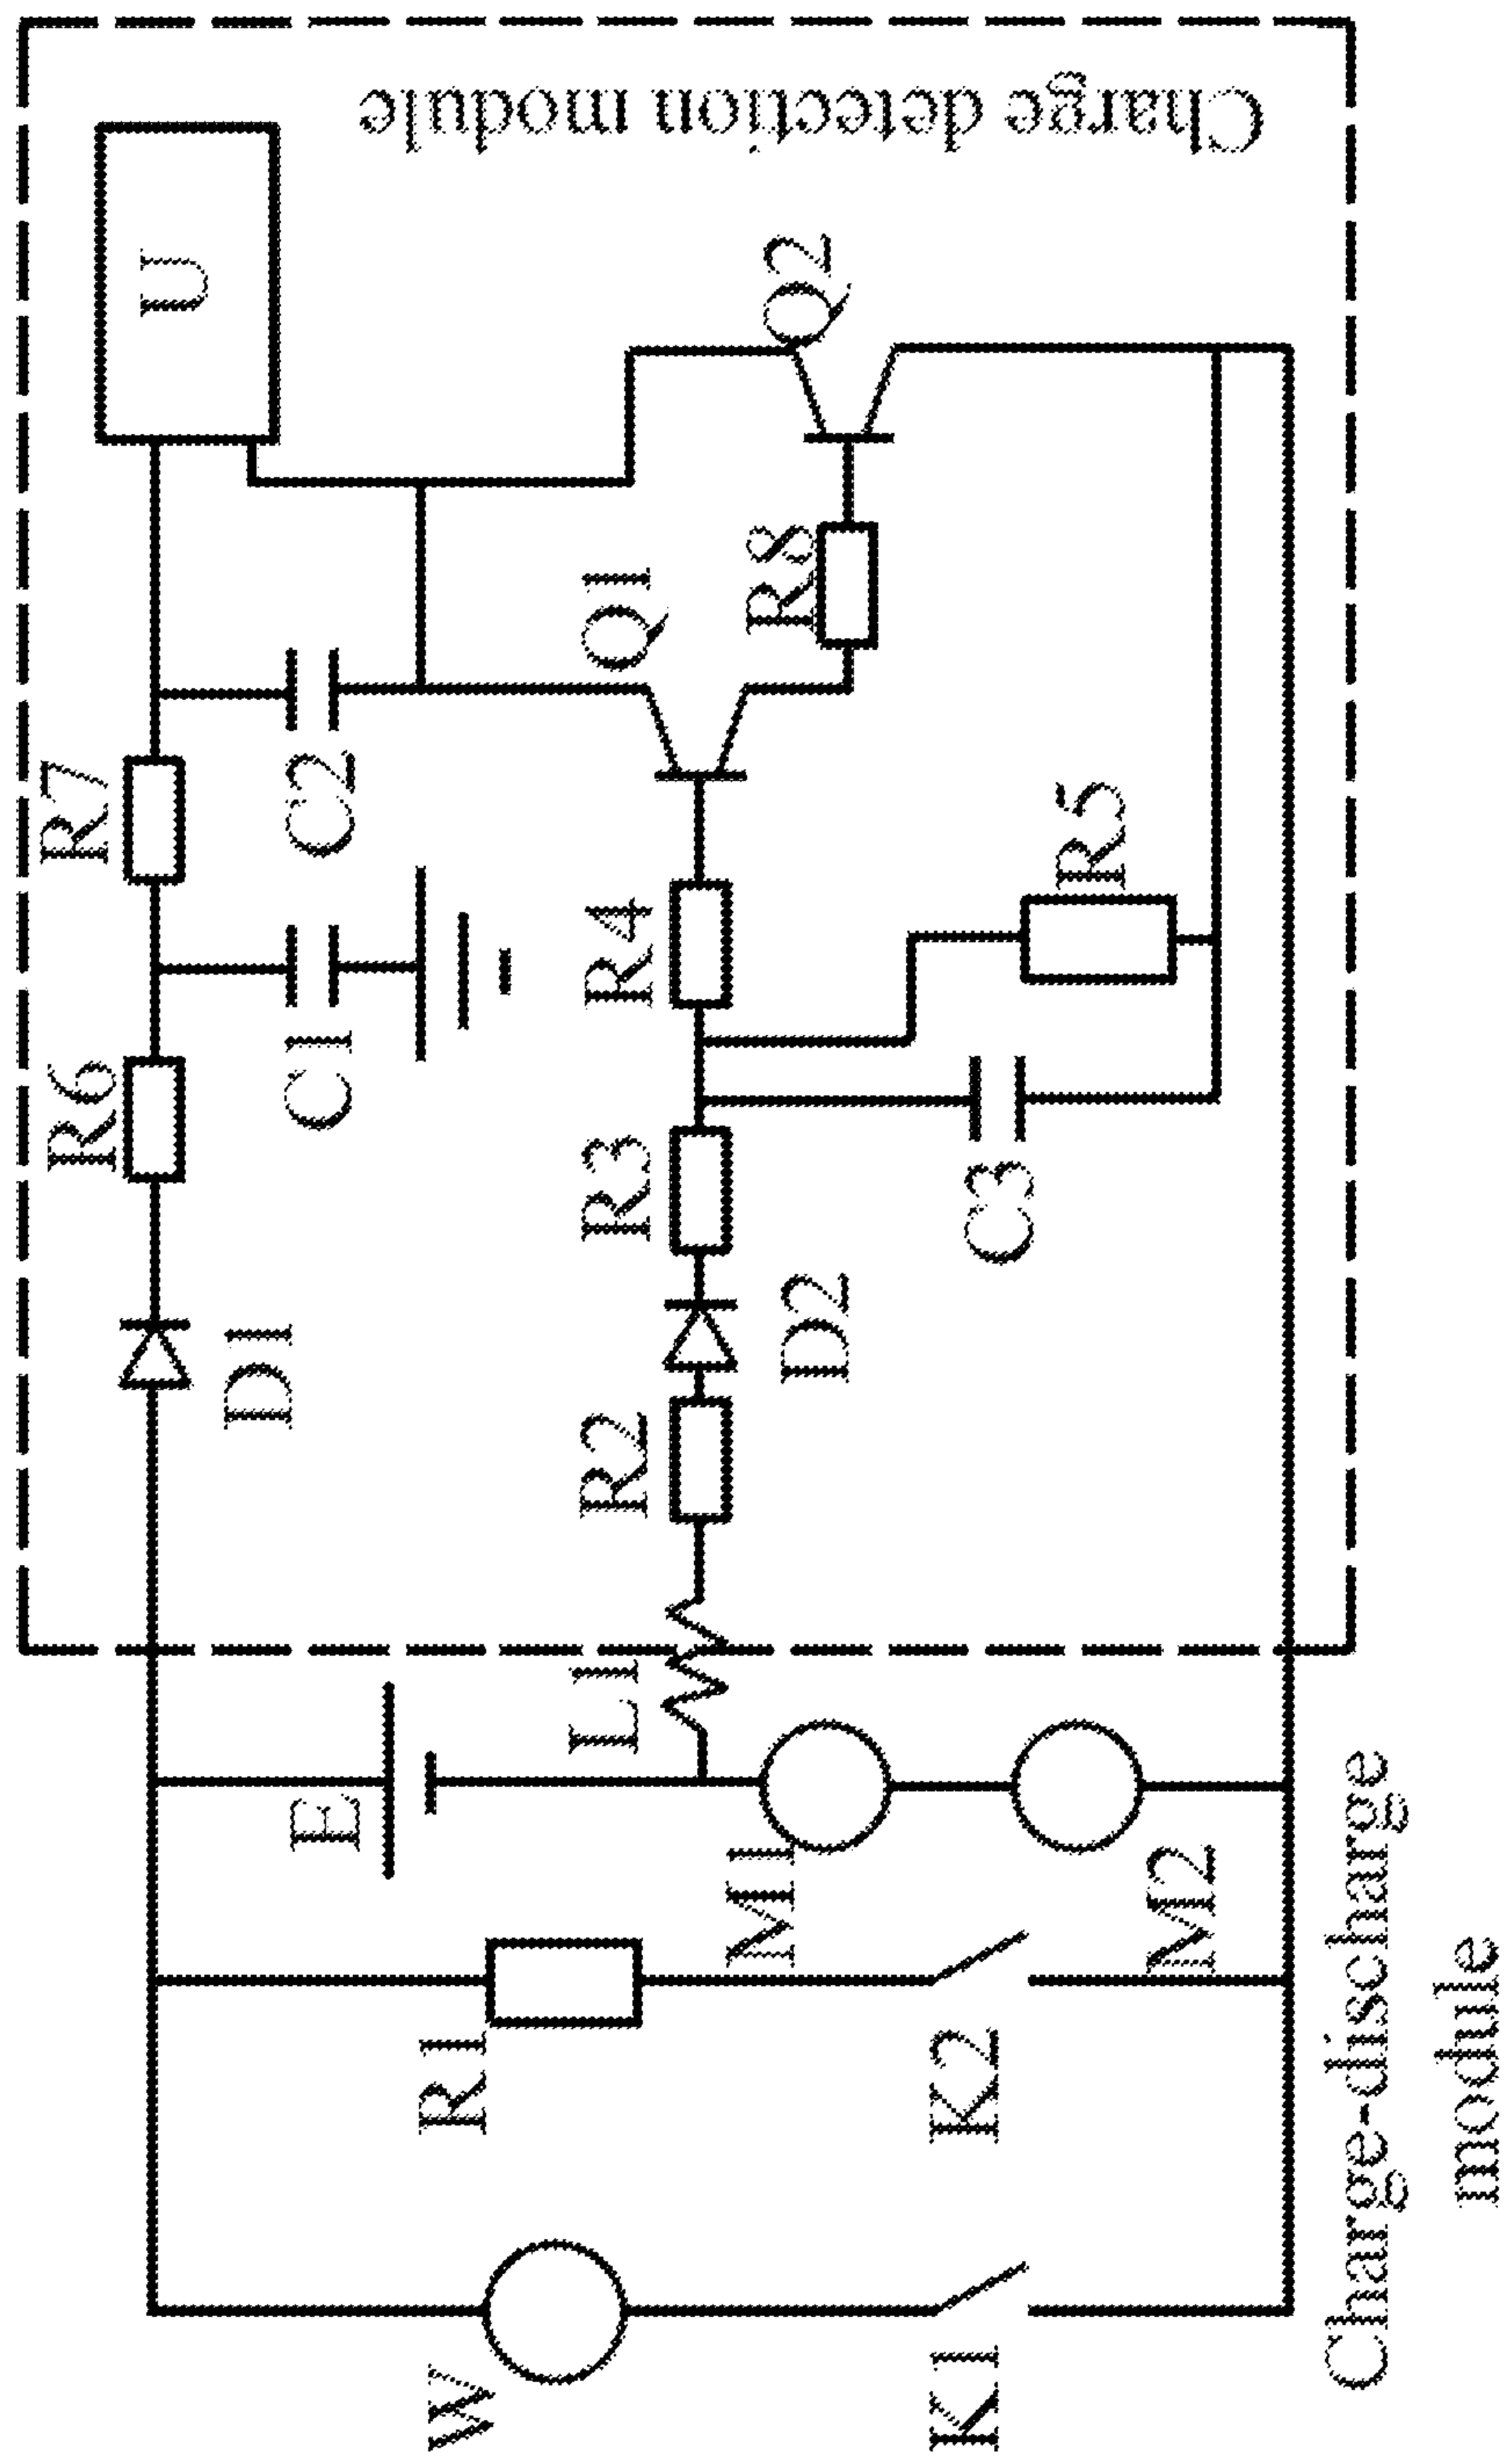 Charge detection module
U
R7
R6
C2
C1
D1
Q2
Q1
R8
R4
R3
R2
R5
C3
D2
L1
E
M1
M2
R1
K2
W
K1
Charge-discharge
module